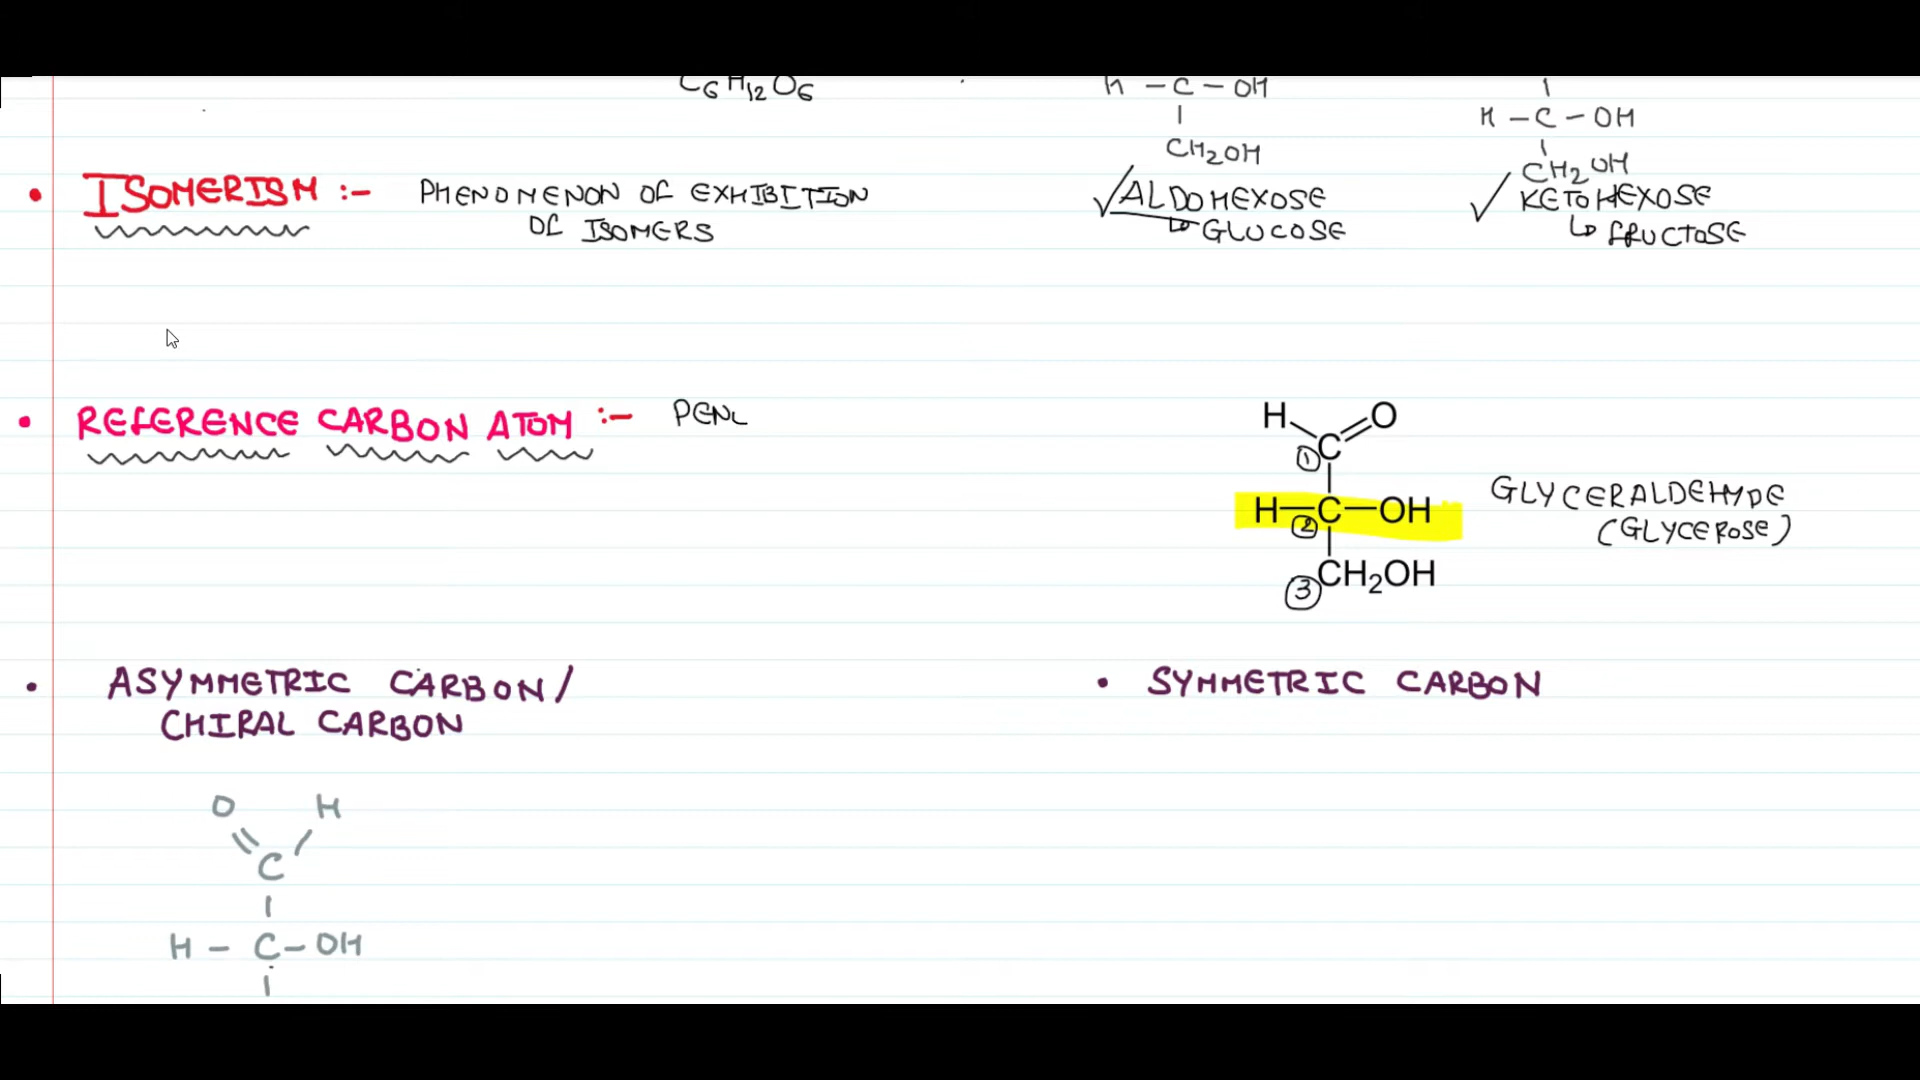 C6H12O6
H - C - OH
CH2OH
H - C - OH
CH2OH
• ISOMERISM :- PHENOMENON OF EXHIBITION
OF ISOMERS
ALDOHEXOSE
GLUCOSE
KETOHEXOSE
FRUCTOSE
• REFERENCE CARBON ATOM :- PENU
H O
C
1
H—C—OH
2
CH2OH
3
GLYCERALDEHYDE
(GLYCEROSE)
• ASYMMETRIC CARBON /
CHIRAL CARBON
• SYMMETRIC CARBON
O H
C
H - C - OH